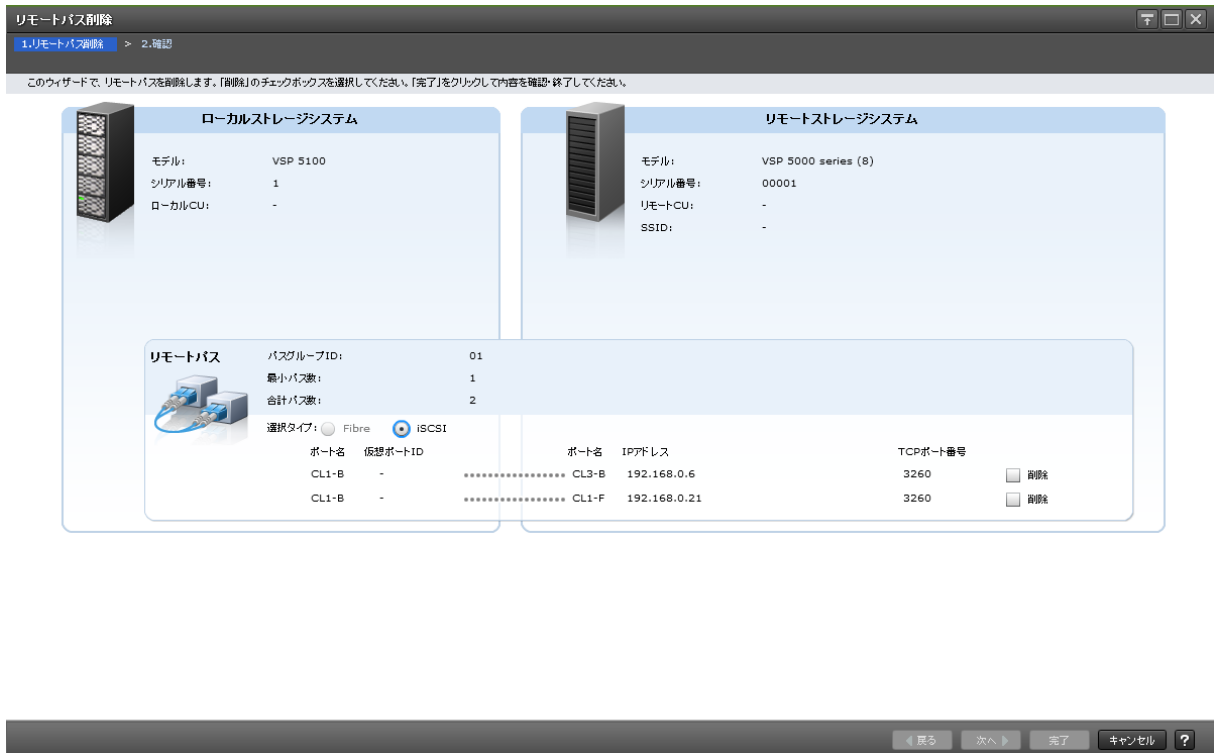 リモートパス削除
1.リモートパス削除 > 2.確認
このウィザードで、リモートパスを削除します。「削除」のチェックボックスを選択してください。「完了」をクリックして内容を確認・終了してください。
ローカルストレージシステム
モデル: VSP 5100
シリアル番号: 1
ローカルCU: -
リモートストレージシステム
モデル: VSP 5000 series (8)
シリアル番号: 00001
リモートCU: -
SSID: -
リモートパス
パスグループID: 01
最小パス数: 1
合計パス数: 2
選択タイプ: Fibre iSCSI
ポート名 仮想ポートID ポート名 IPアドレス TCPポート番号
CL1-B - CL3-B 192.168.0.6 3260 削除
CL1-B - CL1-F 192.168.0.21 3260 削除
戻る 次へ 完了 キャンセル ?